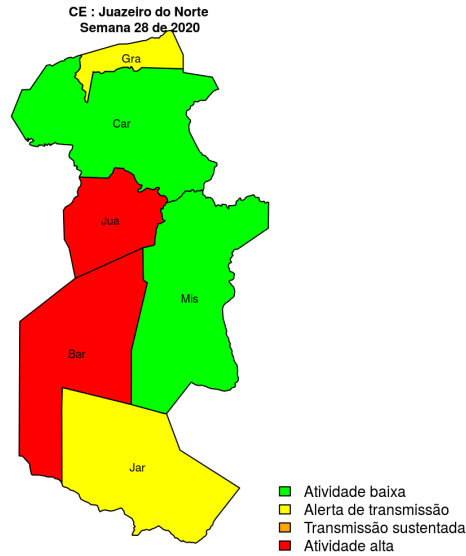 CE : Juazeiro do Norte
Semana 28 de 2020
Gra
Car
Jua
Mis
Bar
Jar
Atividade baixa
Alerta de transmissão
Transmissão sustentada
Atividade alta